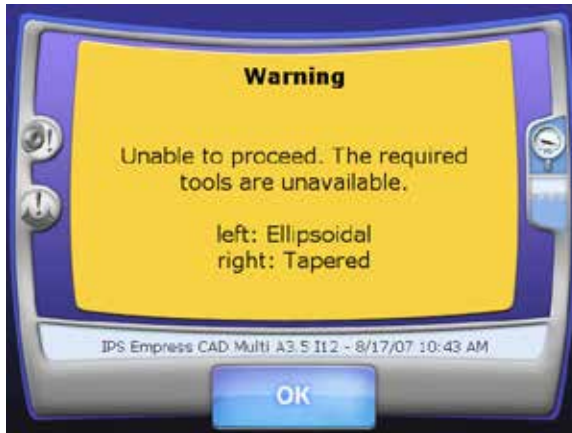 Warning
Unable to proceed. The required
tools are unavailable.
left: Ellipsoidal
right: Tapered
IPS Empress CAD Multi A3.5 I12 - 8/17/07 10:43 AM
OK